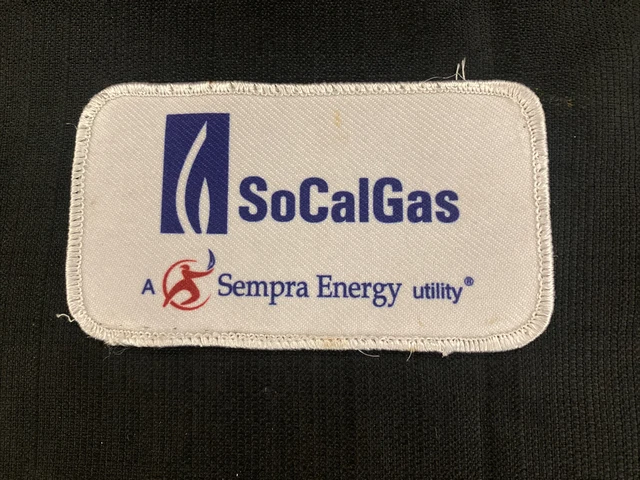 SoCalGas
A Sempra Energy utility®